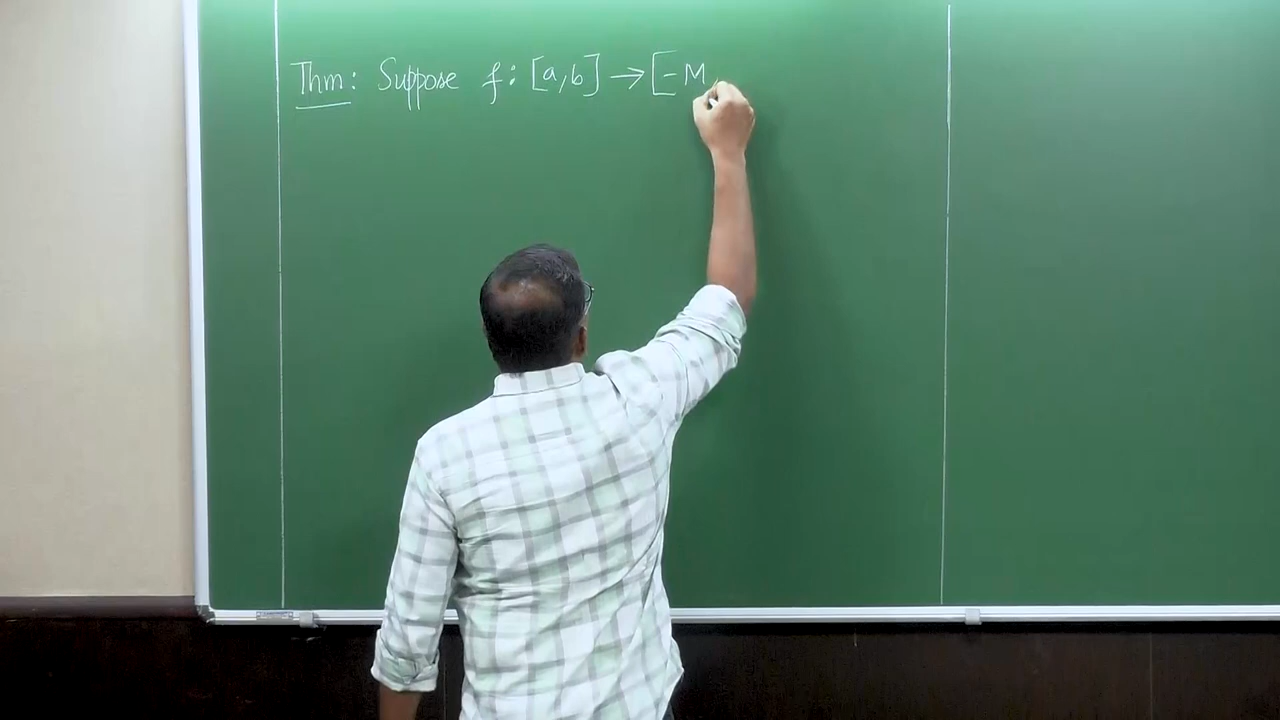 Thm: Suppose f: [a,b] → [-M,